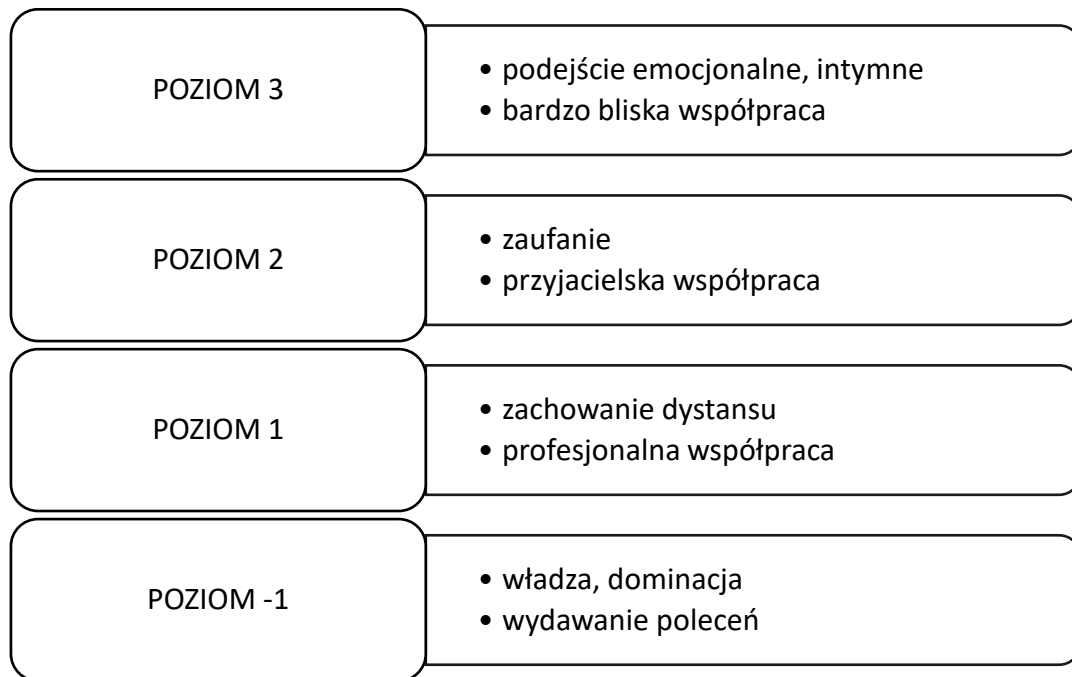 POZIOM 3
• podejście emocjonalne, intymne
• bardzo bliska współpraca
POZIOM 2
• zaufanie
• przyjacielska współpraca
POZIOM 1
• zachowanie dystansu
• profesjonalna współpraca
POZIOM -1
• władza, dominacja
• wydawanie poleceń